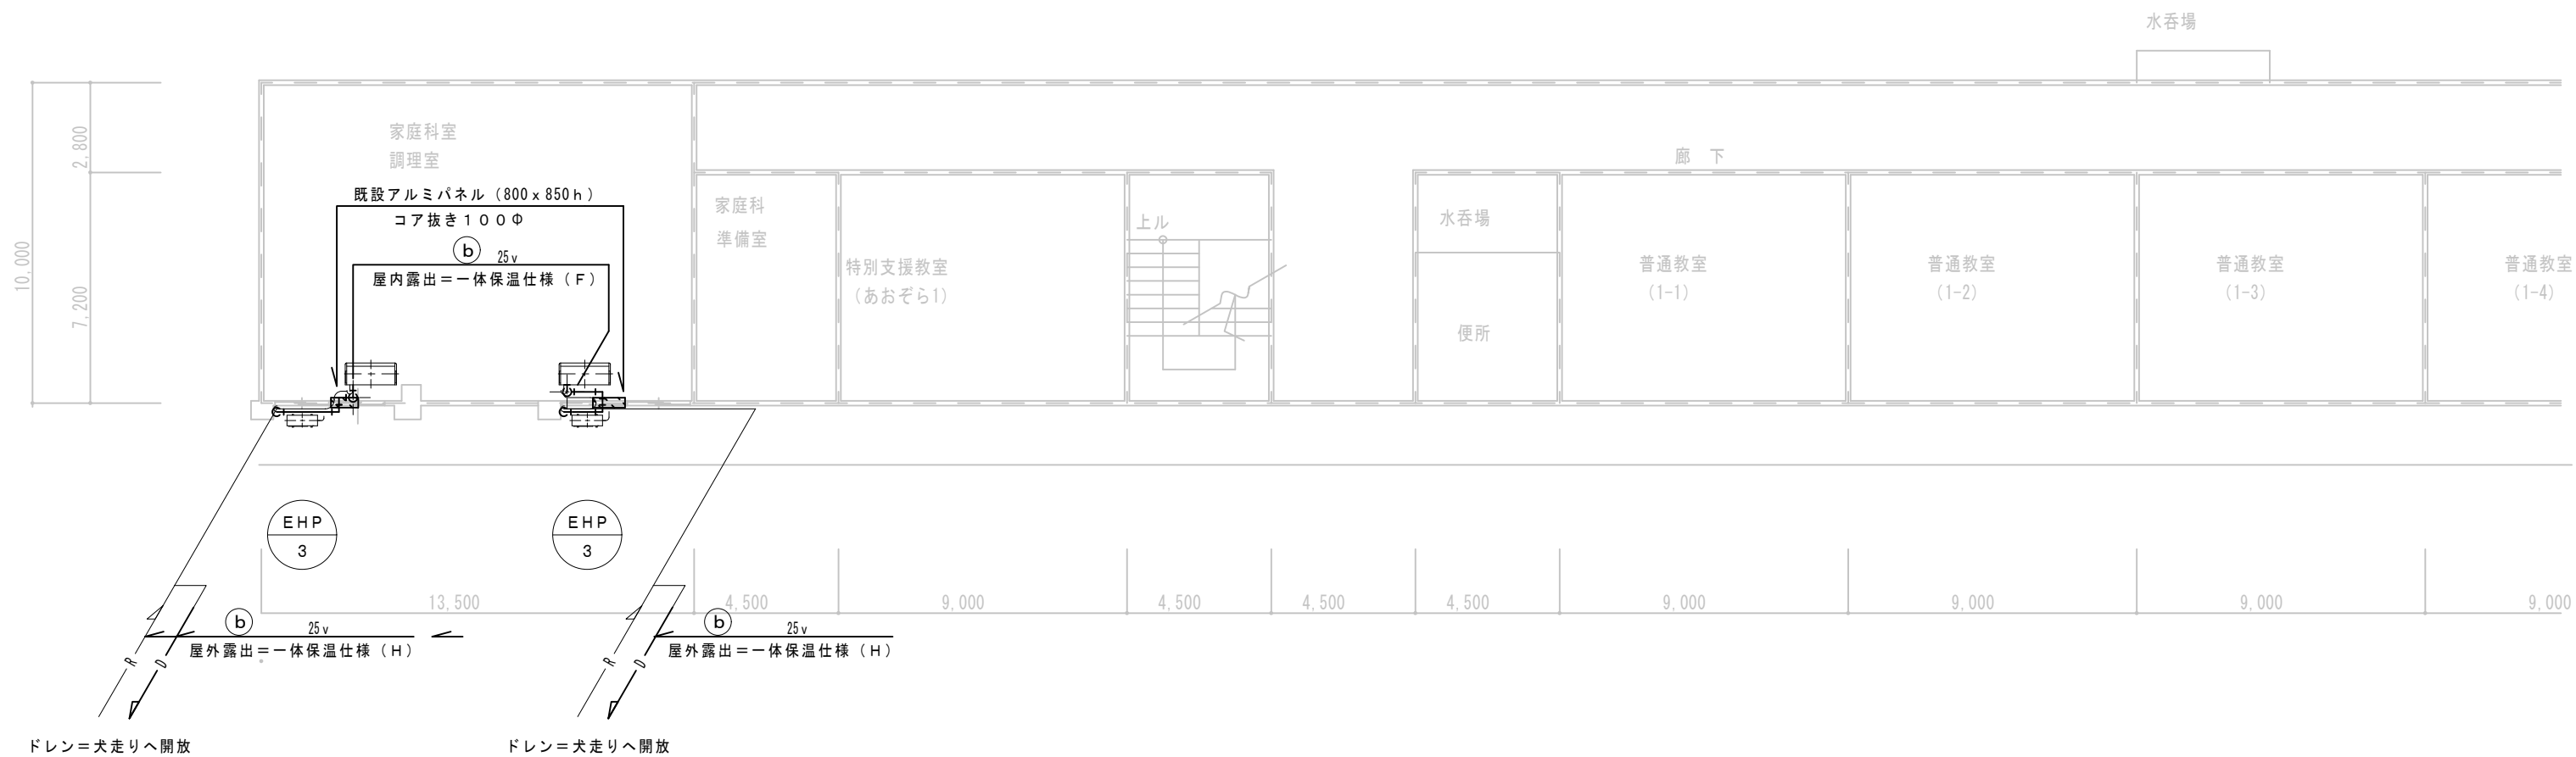 水呑場
家庭科室
調理室
2,800
廊　下
既設アルミパネル（800ｘ850ｈ）
コア抜き１００Φ
家庭科
準備室
水呑場
上ル
ⓑ
25v
屋内露出＝一体保温仕様（Ｆ）
10,000
7,200
特別支援教室
（あおぞら1）
普通教室
（1-1）
普通教室
（1-2）
普通教室
（1-3）
普通教室
（1-4）
便所
EHP
3
EHP
3
13,500
4,500
9,000
4,500
4,500
4,500
9,000
9,000
9,000
9,000
ⓑ
25v
屋外露出＝一体保温仕様（Ｈ）
ⓑ
25v
屋外露出＝一体保温仕様（Ｈ）
R
D
R
D
ドレン＝犬走りへ開放
ドレン＝犬走りへ開放